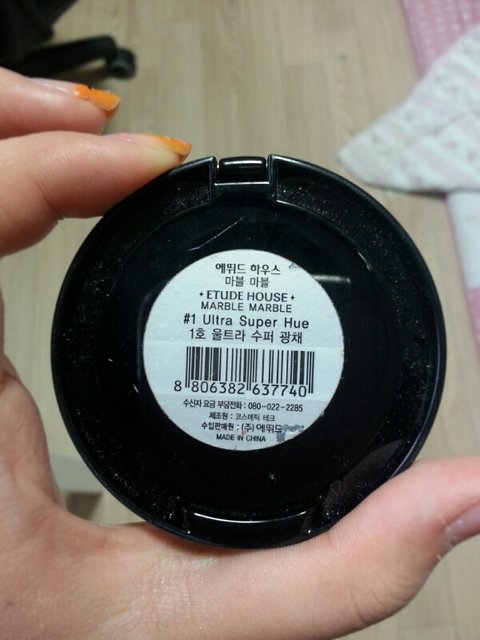 에뛰드 하우스
마블 마블
✦ ETUDE HOUSE ✦
MARBLE MARBLE
#1 Ultra Super Hue
1호 울트라 수퍼 광채
8 806382 637740
수신자 요금 부담전화 : 080-022-2285
제조원 : 코스메틱 테크
수입판매원 : (주) 에뛰드
MADE IN CHINA